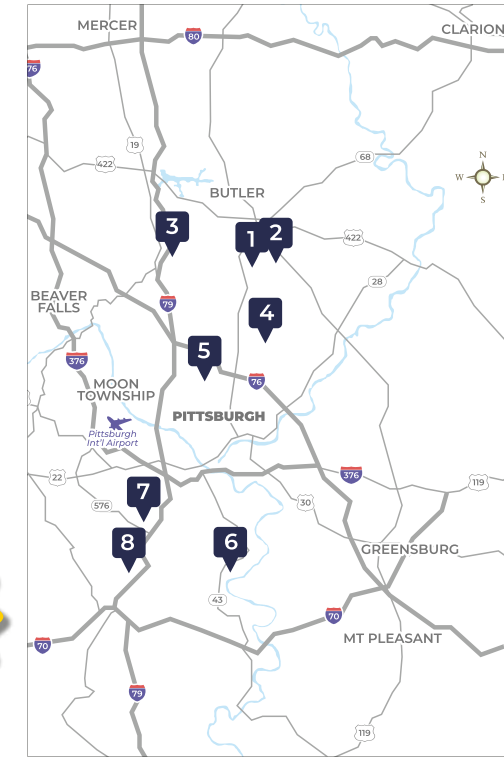 MERCER
80
CLARION
76
19
422
68
BUTLER
N
W
S
3
1
2
422
28
79
BEAVER
FALLS
4
5
376
76
MOON
TOWNSHIP
PITTSBURGH
Pittsburgh
Int'l Airport
22
376
119
7
576
30
8
6
GREENSBURG
43
70
70
MT PLEASANT
79
119